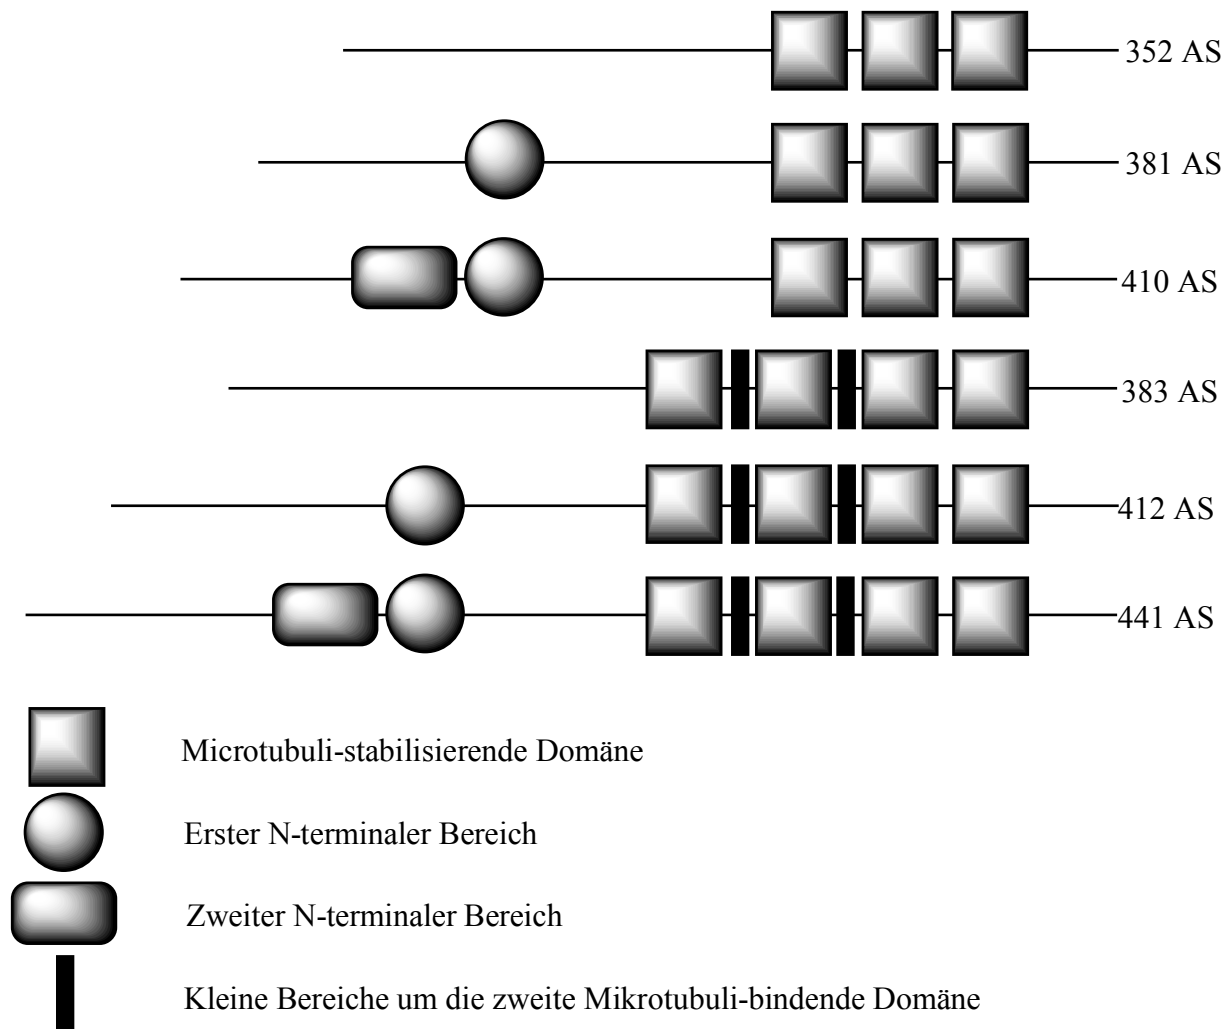 352 AS
381 AS
410 AS
383 AS
412 AS
441 AS
Microtubuli-stabilisierende Domäne
Erster N-terminaler Bereich
Zweiter N-terminaler Bereich
Kleine Bereiche um die zweite Mikrotubuli-bindende Domäne